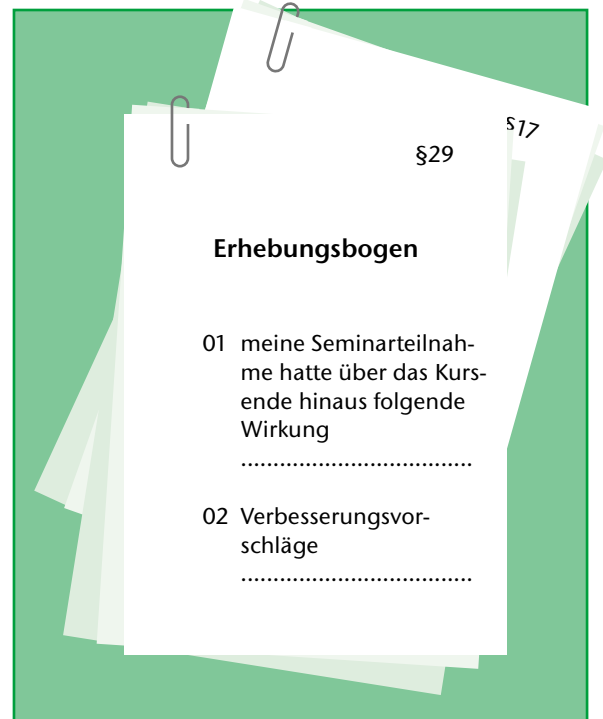 §17
§29
Erhebungsbogen
01 meine Seminarteilnah-
me hatte über das Kurs-
ende hinaus folgende
Wirkung
....................................
02 Verbesserungsvor-
schläge
....................................